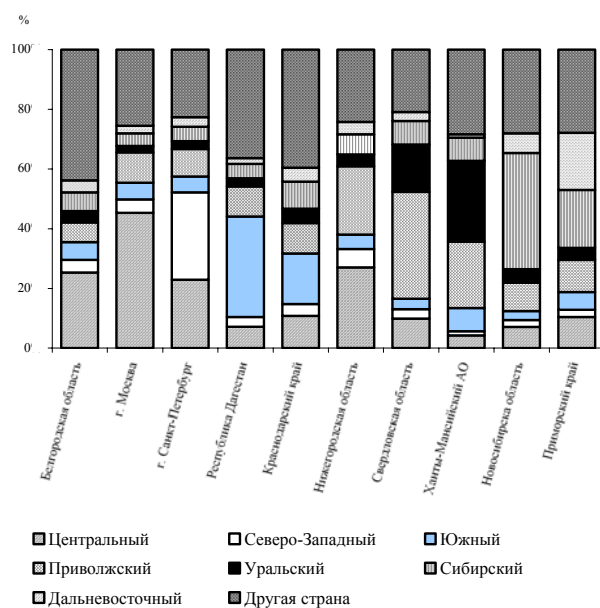 %
100
80
60
40
20
0
Белгородская область
г. Москва
г. Санкт-Петербург
Республика Дагестан
Краснодарский край
Нижегородская область
Свердловская область
Ханты-Мансийский АО
Новосибирска область
Приморский край
Центральный Северо-Западный Южный
Приволжский Уральский Сибирский
Дальневосточный Другая страна